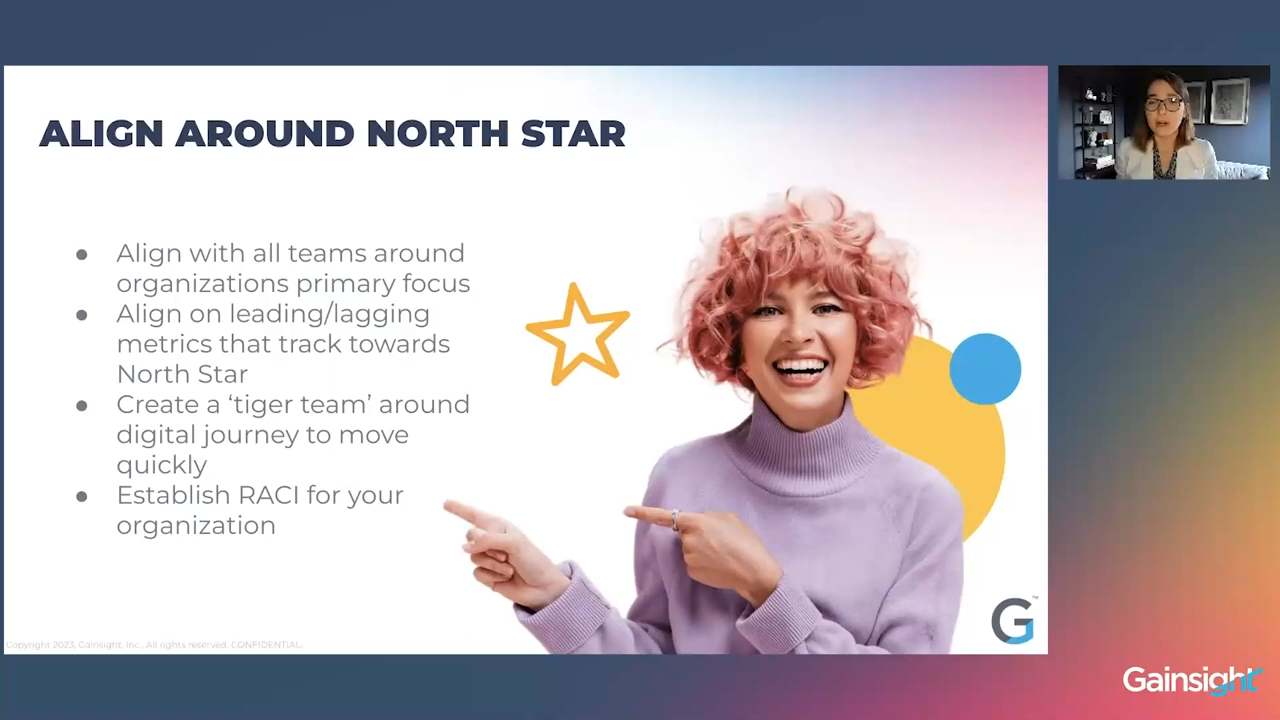 ALIGN AROUND NORTH STAR
● Align with all teams around
organizations primary focus
● Align on leading/lagging
metrics that track towards
North Star
● Create a ‘tiger team’ around
digital journey to move
quickly
● Establish RACI for your
organization
G™
Copyright 2023, Gainsight, Inc., All rights reserved. CONFIDENTIAL.
Gainsight